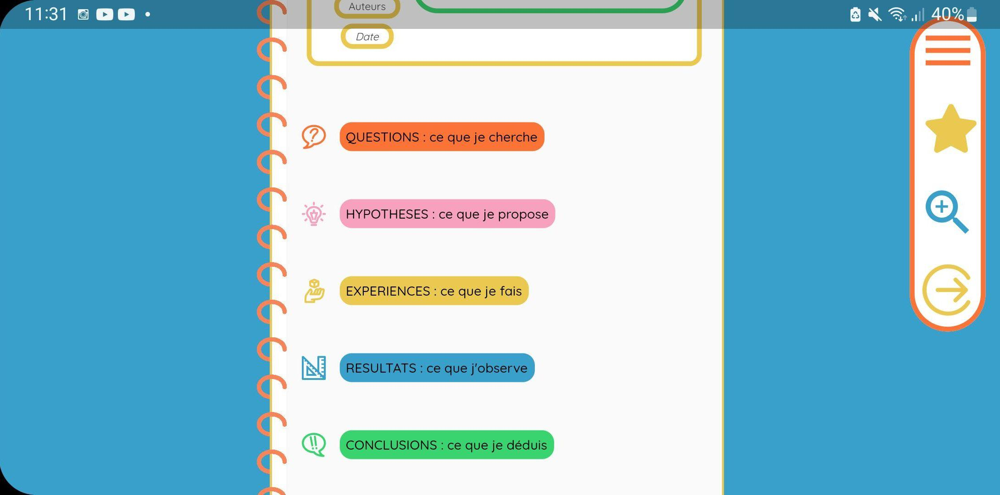 11:31
40%
Auteurs
Date
QUESTIONS : ce que je cherche
HYPOTHESES : ce que je propose
EXPERIENCES : ce que je fais
RESULTATS : ce que j'observe
CONCLUSIONS : ce que je déduis